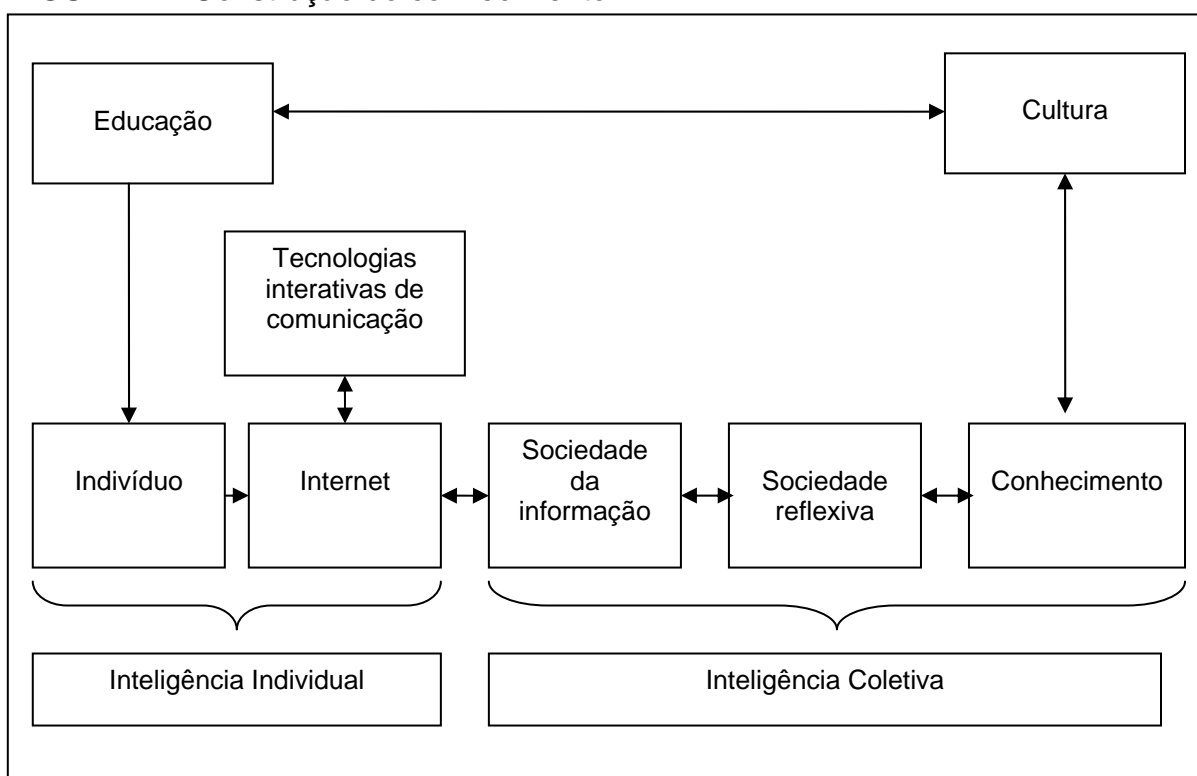 Educação
Cultura
Tecnologias
interativas de
comunicação
Indivíduo
Internet
Sociedade
da
informação
Sociedade
reflexiva
Conhecimento
Inteligência Individual
Inteligência Coletiva